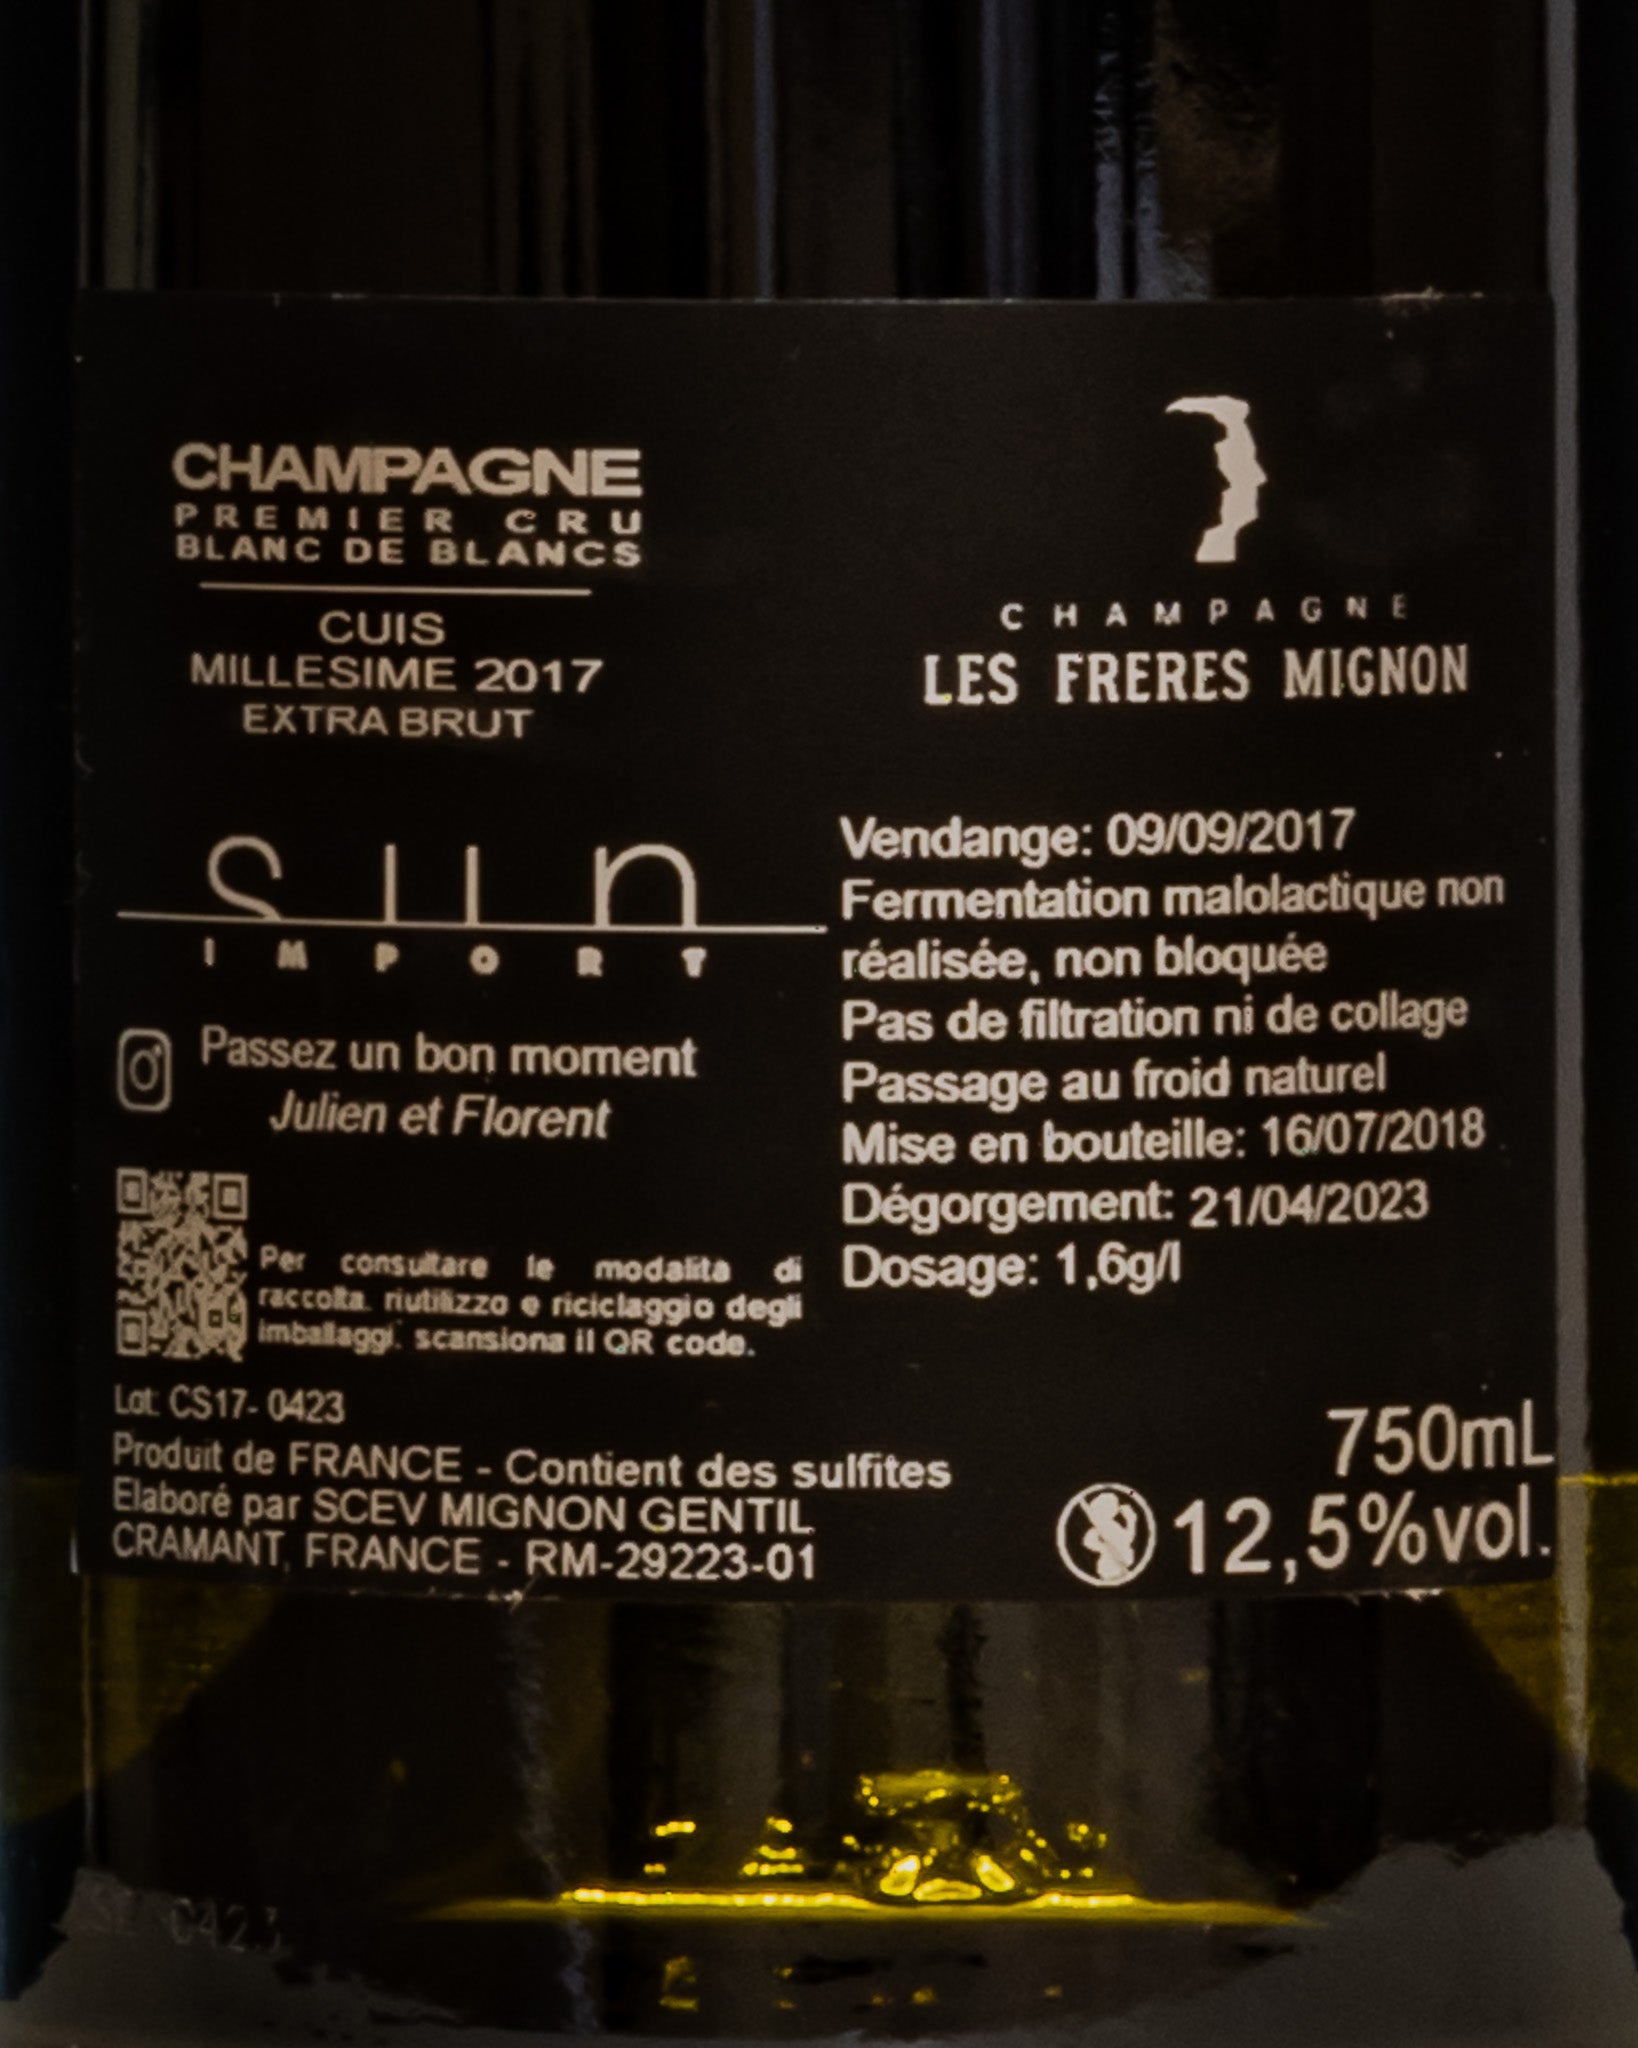 CHAMPAGNE
PREMIER CRU
BLANC DE BLANCS
CUIS
MILLESIME 2017
EXTRA BRUT
sun
IMPORT
Passez un bon moment
Julien et Florent
Per consultare le modalita di
raccolta, riutilizzo e riciclaggio degli
imballaggi, scansiona il QR code.
CHAMPAGNE
LES FRERES MIGNON
Vendange: 09/09/2017
Fermentation malolactique non
réalisée, non bloquée
Pas de filtration ni de collage
Passage au froid naturel
Mise en bouteille: 16/07/2018
Dégorgement: 21/04/2023
Dosage: 1,6g/l
Lot: CS17-0423
Produit de FRANCE - Contient des sulfites
Elaboré par SCEV MIGNON GENTIL
CRAMANT, FRANCE - RM-29223-01
750mL
12,5%vol.
0423